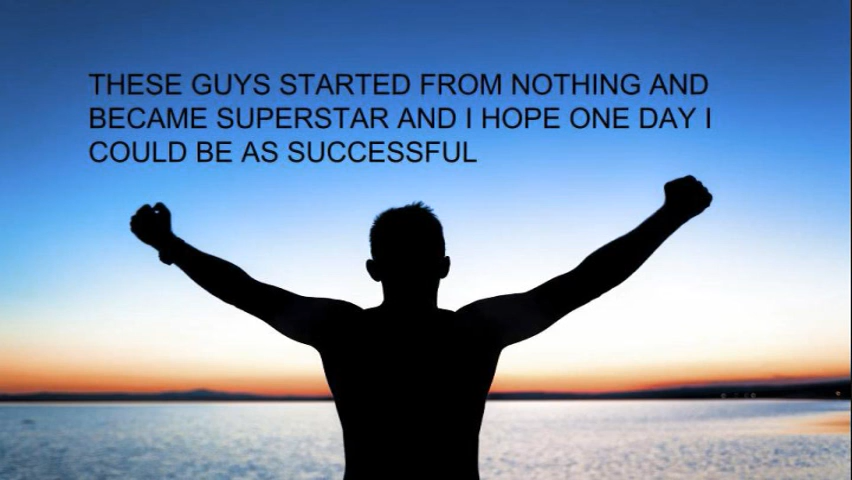 THESE GUYS STARTED FROM NOTHING AND
BECAME SUPERSTAR AND I HOPE ONE DAY I
COULD BE AS SUCCESSFUL